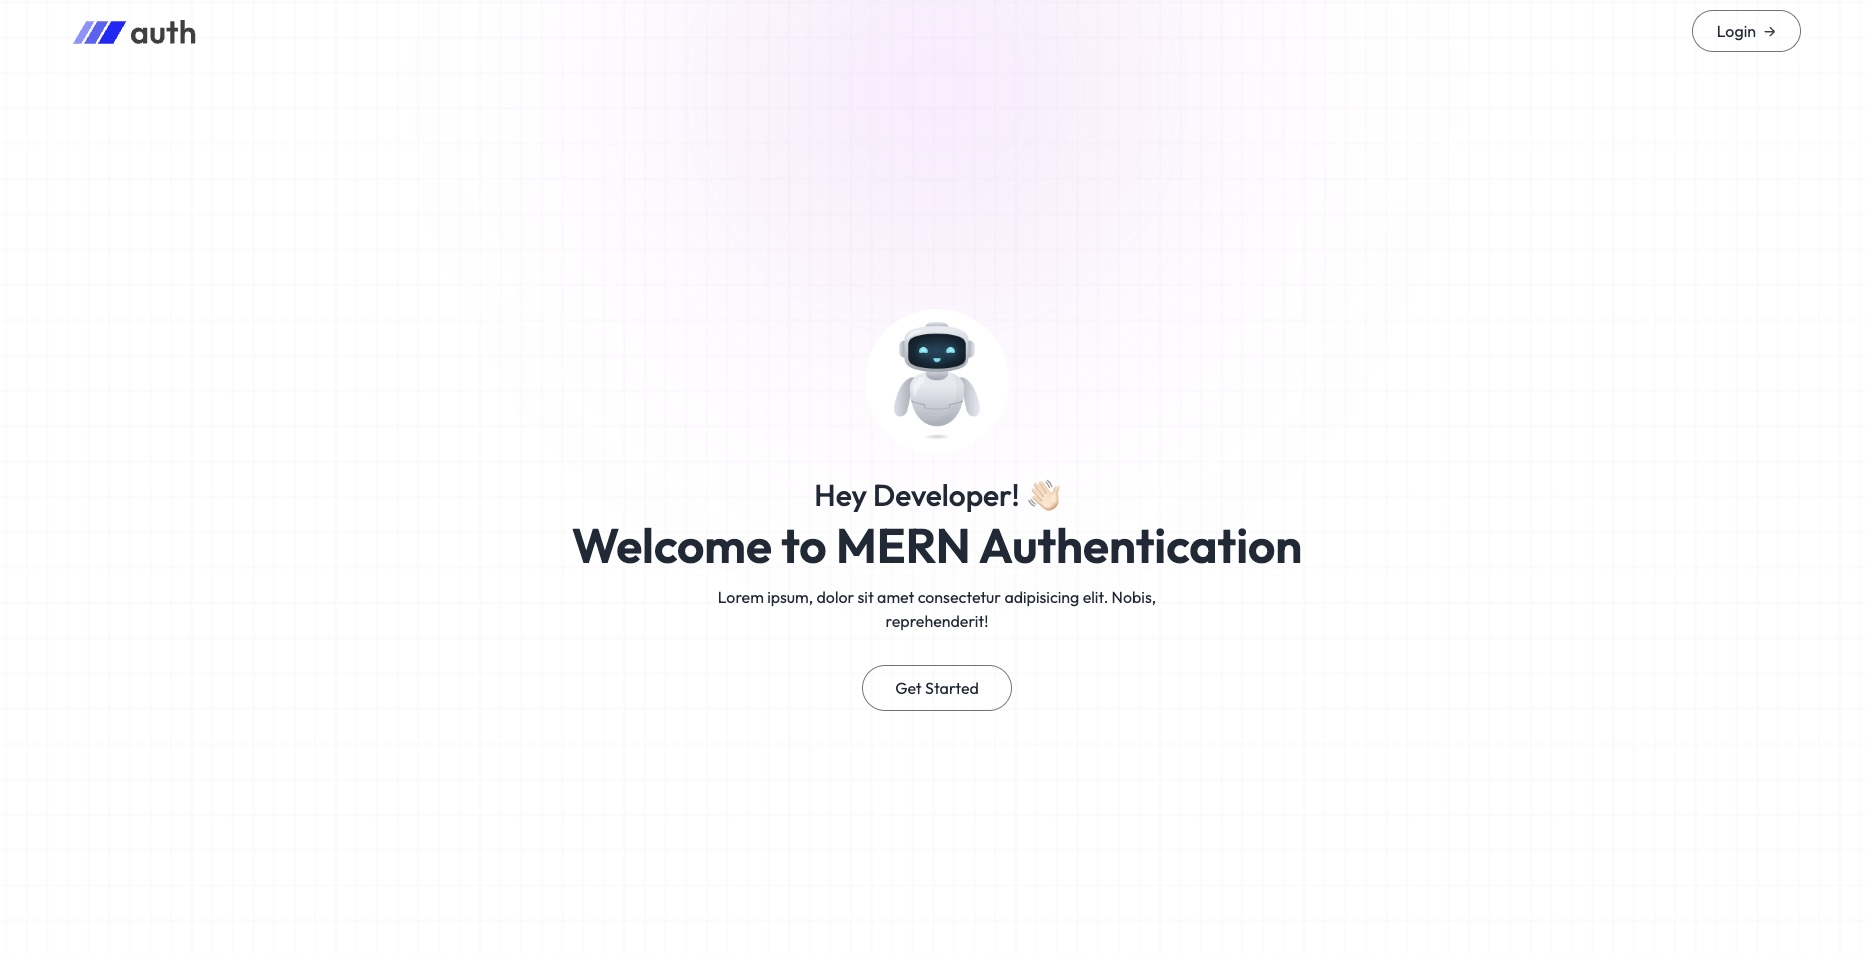 auth
Login →
Hey Developer! 👋🏻
Welcome to MERN Authentication
Lorem ipsum, dolor sit amet consectetur adipisicing elit. Nobis,
reprehenderit!
Get Started